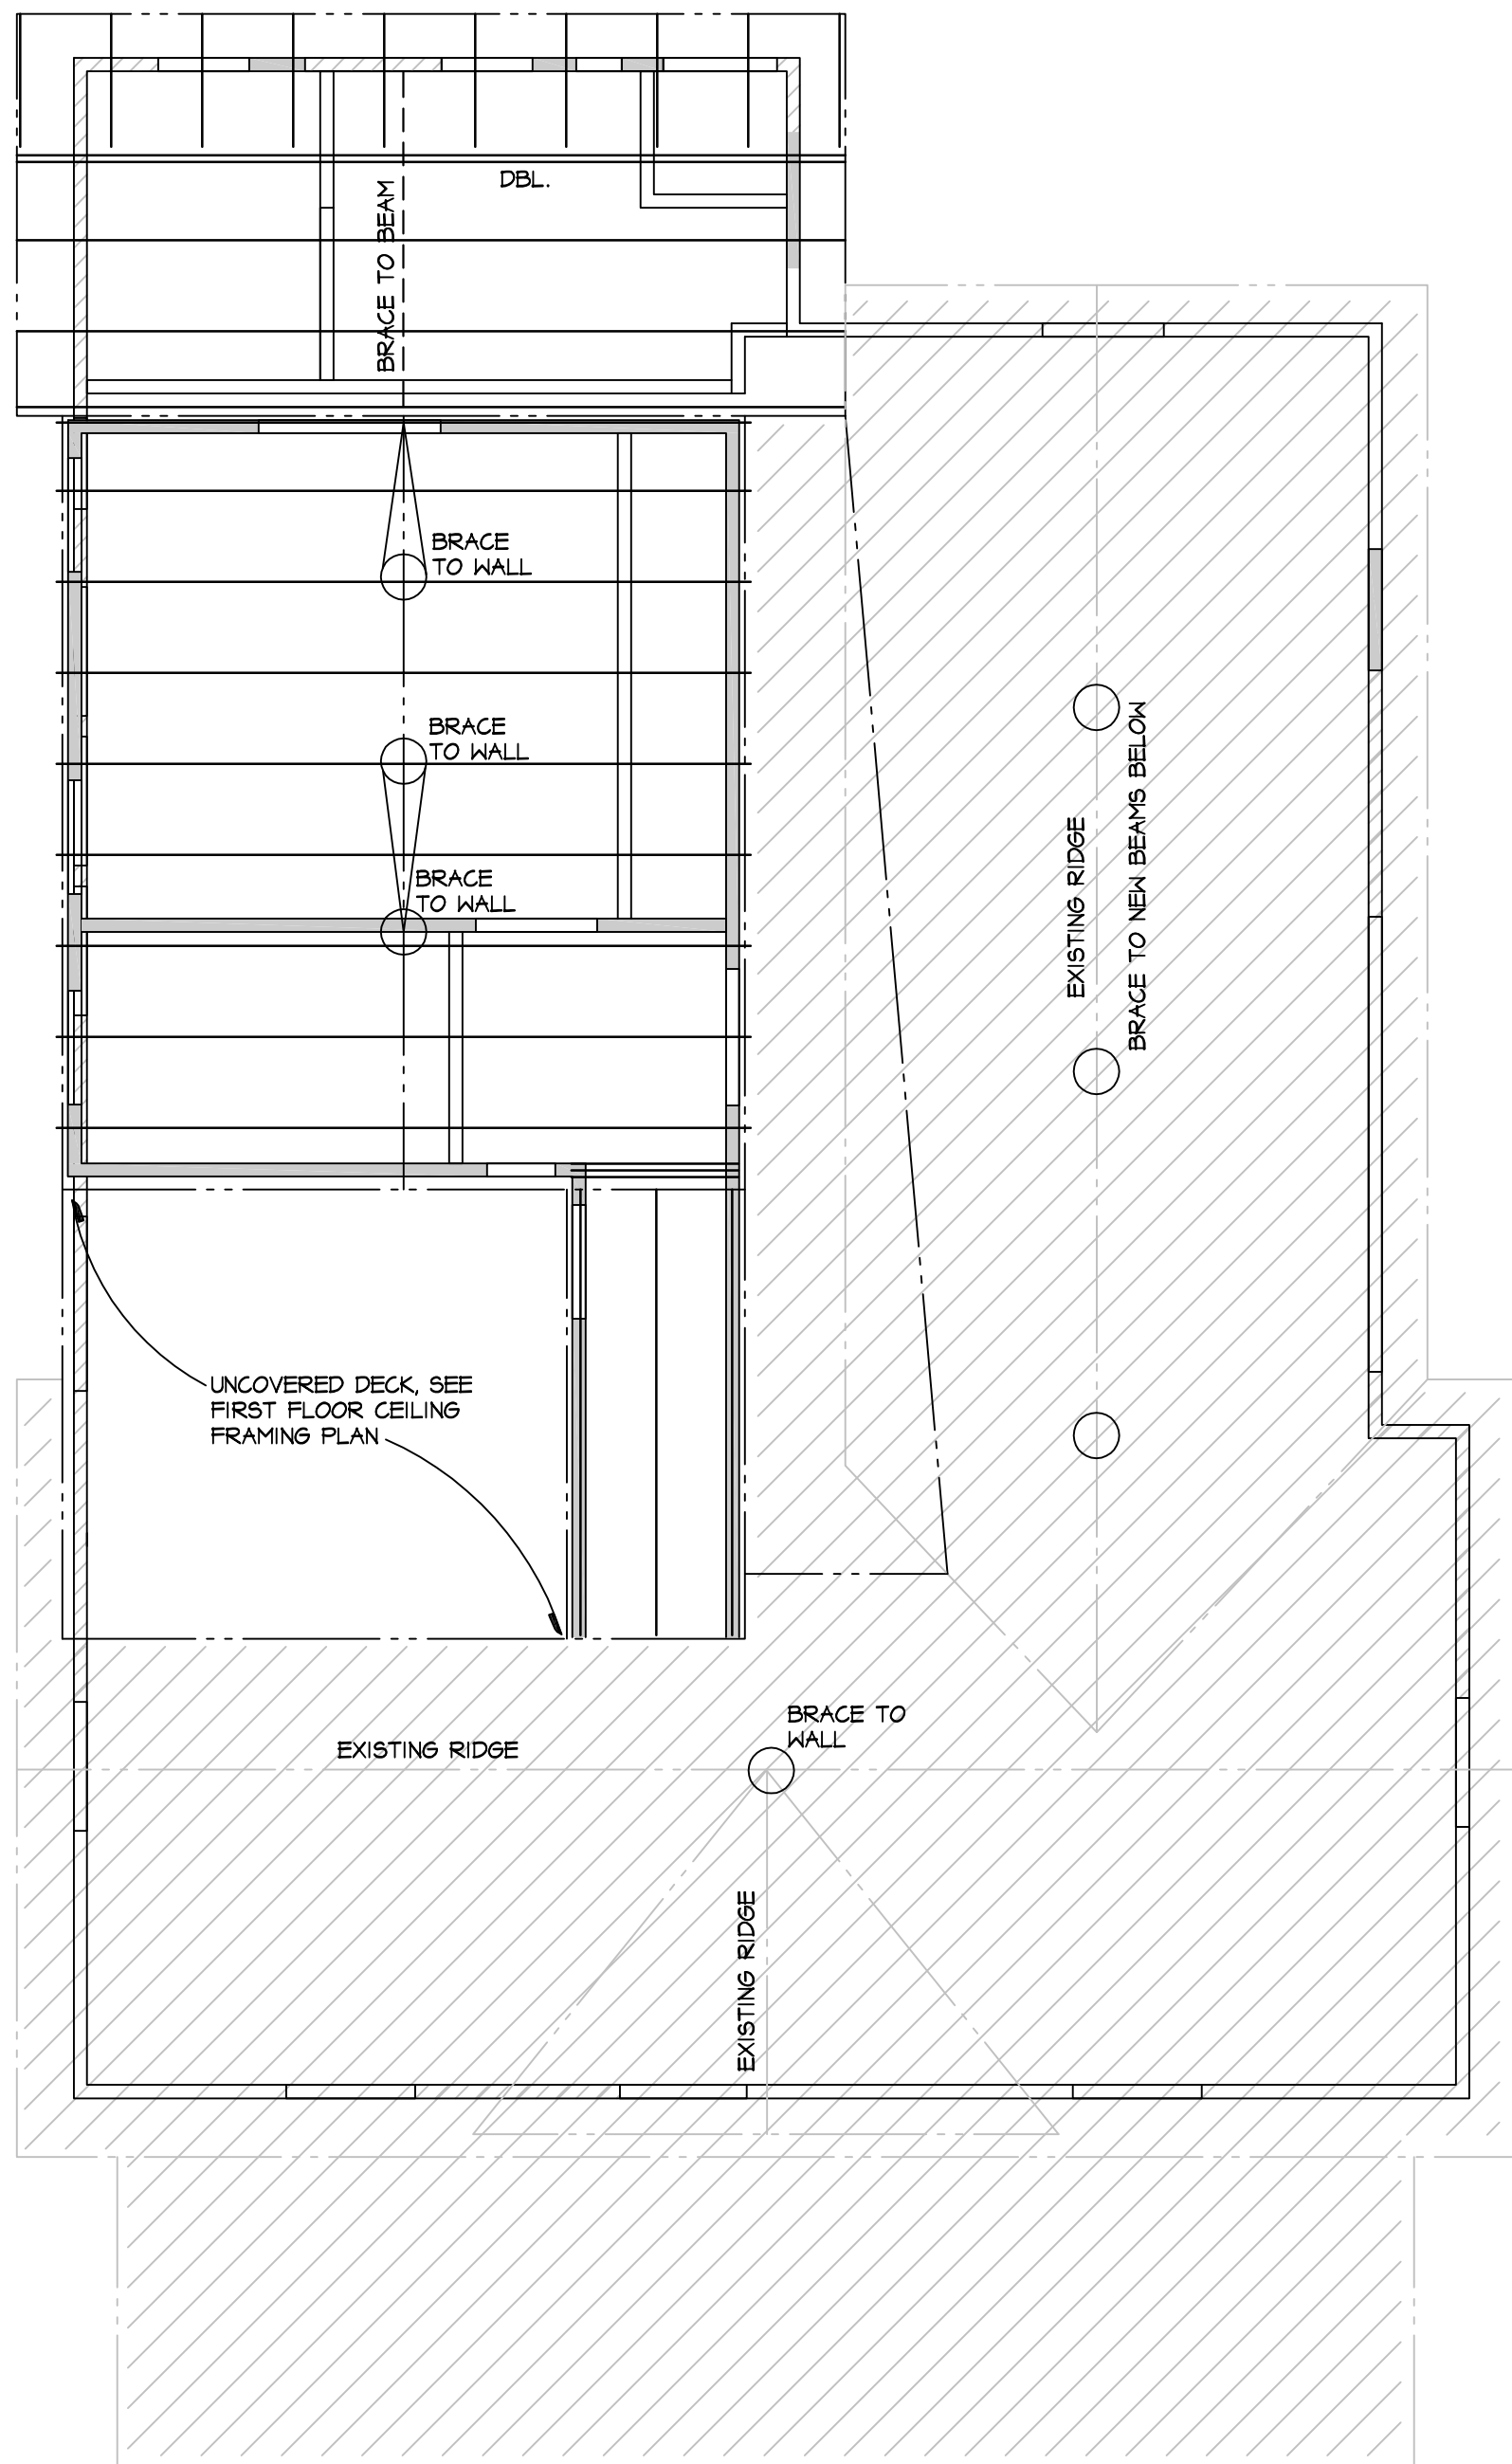 DBL.
BRACE TO BEAM
BRACE
TO WALL
BRACE
TO WALL
BRACE
TO WALL
EXISTING RIDGE
BRACE TO NEW BEAMS BELOW
UNCOVERED DECK, SEE
FIRST FLOOR CEILING
FRAMING PLAN
BRACE TO
WALL
EXISTING RIDGE
EXISTING RIDGE